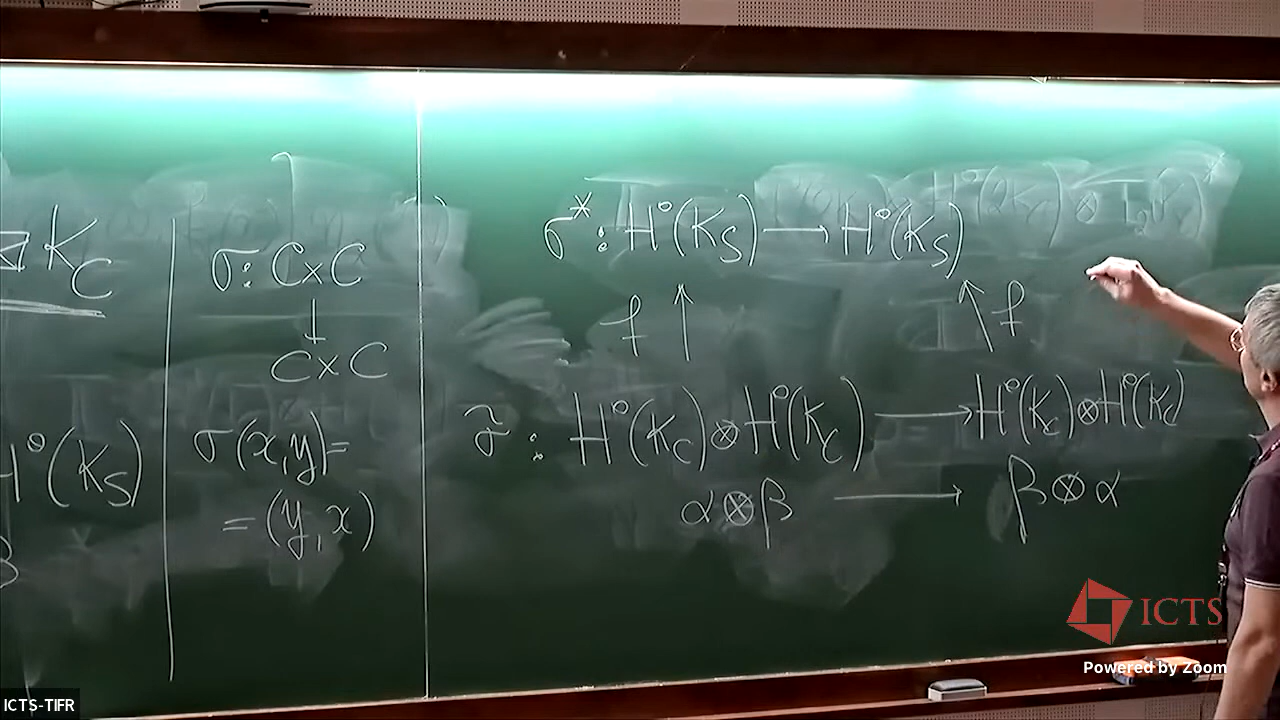 ⊠ K_C
H°(K_S)
β
σ: C×C
↓
C×C
σ(x,y)=
=(y,x)
σ* : H°(K_S) → H°(K_S)
f ↑ ↑ f
σ̃ : H°(K_C)⊗H°(K_C) → H°(K_C)⊗H°(K_C)
α⊗β → β⊗α
ICTS
Powered by Zoom
ICTS-TIFR